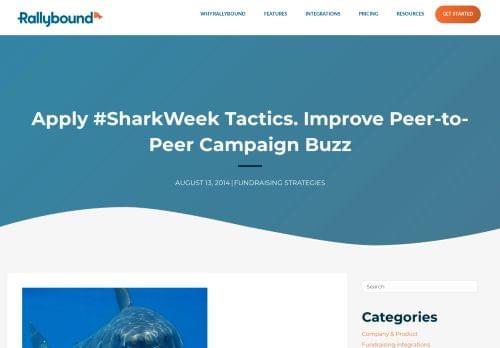 Rallybound
WHY RALLYBOUND
FEATURES
INTEGRATIONS
PRICING
RESOURCES
GET STARTED
Apply #SharkWeek Tactics. Improve Peer-to-
Peer Campaign Buzz
AUGUST 13, 2014 | FUNDRAISING STRATEGIES
Search
Categories
Company & Product
Fundraising Integrations